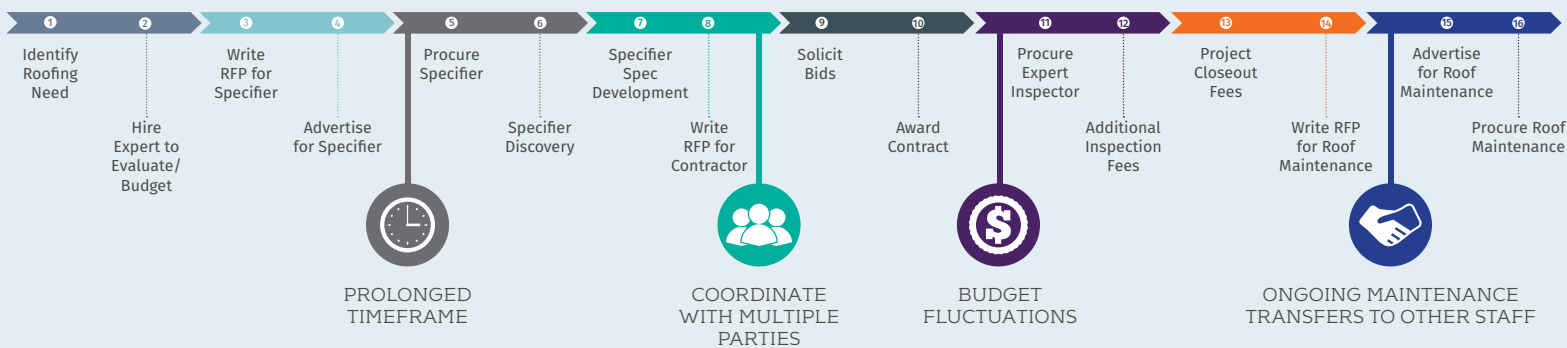 1
Identify
Roofing
Need
2
Hire
Expert to
Evaluate/
Budget
3
Write
RFP for
Specifier
4
Advertise
for Specifier
5
Procure
Specifier
6
Specifier
Discovery
7
Specifier
Spec
Development
8
Write
RFP for
Contractor
9
Solicit
Bids
10
Award
Contract
11
Procure
Expert
Inspector
12
Additional
Inspection
Fees
13
Project
Closeout
Fees
14
Write RFP
for Roof
Maintenance
15
Advertise
for Roof
Maintenance
16
Procure Roof
Maintenance
PROLONGED
TIMEFRAME
COORDINATE
WITH MULTIPLE
PARTIES
$
BUDGET
FLUCTUATIONS
ONGOING MAINTENANCE
TRANSFERS TO OTHER STAFF